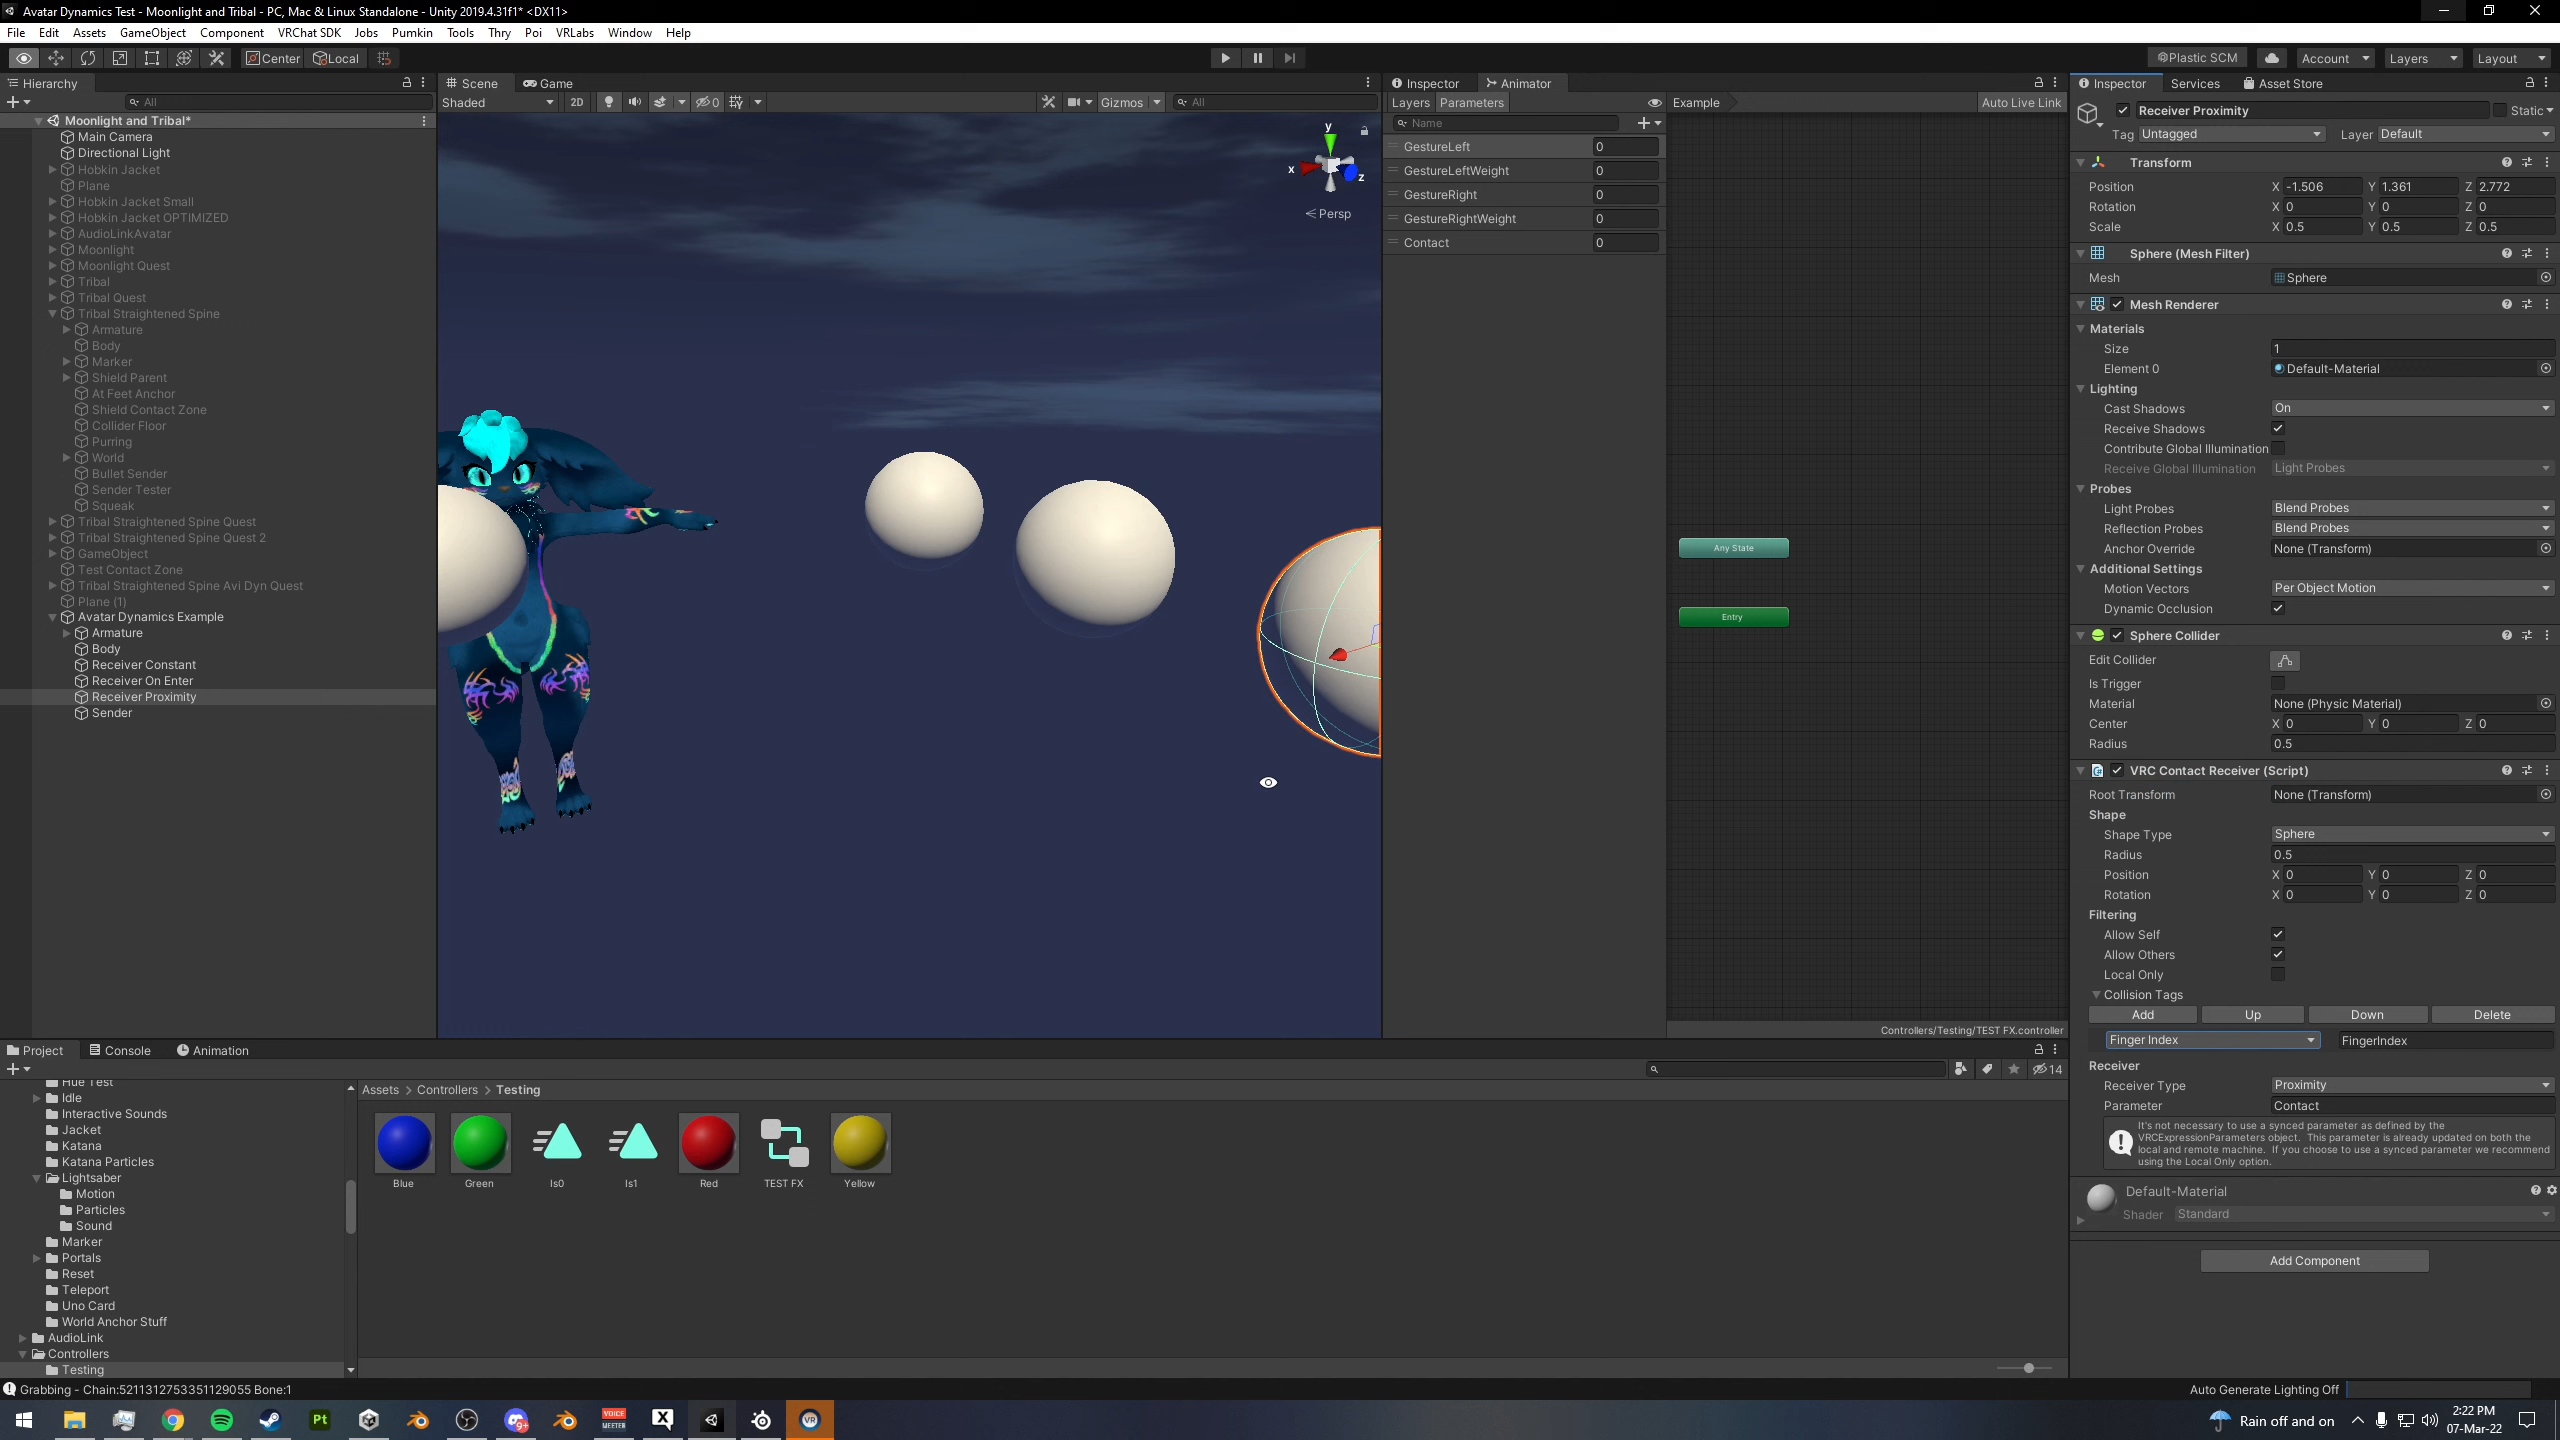 Avatar Dynamics Test - Moonlight and Tribal - PC, Mac & Linux Standalone - Unity 2019.4.31f1* <DX11>
File Edit Assets GameObject Component VRChat SDK Jobs Pumkin Tools Thry Poi VRLabs Window Help
Center Local Plastic SCM Account Layers Layout
Hierarchy
All
Moonlight and Tribal*
Main Camera
Directional Light
Hobkin Jacket
Plane
Hobkin Jacket Small
Hobkin Jacket OPTIMIZED
AudioLinkAvatar
Moonlight
Moonlight Quest
Tribal
Tribal Quest
Tribal Straightened Spine
Armature
Body
Marker
Shield Parent
At Feet Anchor
Shield Contact Zone
Collider Floor
Purring
World
Bullet Sender
Sender Tester
Squeak
Tribal Straightened Spine Quest
Tribal Straightened Spine Quest 2
GameObject
Test Contact Zone
Tribal Straightened Spine Avi Dyn Quest
Plane (1)
Avatar Dynamics Example
Armature
Body
Receiver Constant
Receiver On Enter
Receiver Proximity
Sender
Scene Game
Shaded 2D 0 Gizmos All
y
x
z
Persp
Inspector Animator
Layers Parameters Example Auto Live Link
Name
GestureLeft 0
GestureLeftWeight 0
GestureRight 0
GestureRightWeight 0
Contact 0
Any State
Entry
Controllers/Testing/TEST FX.controller
Inspector Services Asset Store
Receiver Proximity Static
Tag Untagged Layer Default
Transform
Position X -1.506 Y 1.361 Z 2.772
Rotation X 0 Y 0 Z 0
Scale X 0.5 Y 0.5 Z 0.5
Sphere (Mesh Filter)
Mesh Sphere
Mesh Renderer
Materials
Size 1
Element 0 Default-Material
Lighting
Cast Shadows On
Receive Shadows
Contribute Global Illumination
Receive Global Illumination Light Probes
Probes
Light Probes Blend Probes
Reflection Probes Blend Probes
Anchor Override None (Transform)
Additional Settings
Motion Vectors Per Object Motion
Dynamic Occlusion
Sphere Collider
Edit Collider
Is Trigger
Material None (Physic Material)
Center X 0 Y 0 Z 0
Radius 0.5
VRC Contact Receiver (Script)
Root Transform None (Transform)
Shape
Shape Type Sphere
Radius 0.5
Position X 0 Y 0 Z 0
Rotation X 0 Y 0 Z 0
Filtering
Allow Self
Allow Others
Local Only
Collision Tags
Add Up Down Delete
Finger Index FingerIndex
Receiver
Receiver Type Proximity
Parameter Contact
It's not necessary to use a synced parameter as defined by the
VRCExpressionParameters object. This parameter is already updated on both the
local and remote machine. If you choose to use a synced parameter we recommend
using the Local Only option.
Default-Material
Shader Standard
Add Component
Project Console Animation
14
Hue Test
Idle
Interactive Sounds
Jacket
Katana
Katana Particles
Lightsaber
Motion
Particles
Sound
Marker
Portals
Reset
Teleport
Uno Card
World Anchor Stuff
AudioLink
Controllers
Testing
Assets > Controllers > Testing
Blue Green Is0 Is1 Red TEST FX Yellow
Grabbing - Chain:5211312753351129055 Bone:1
Auto Generate Lighting Off
Pt 9+ VOICE MEETER X VR
Rain off and on
2:22 PM
07-Mar-22